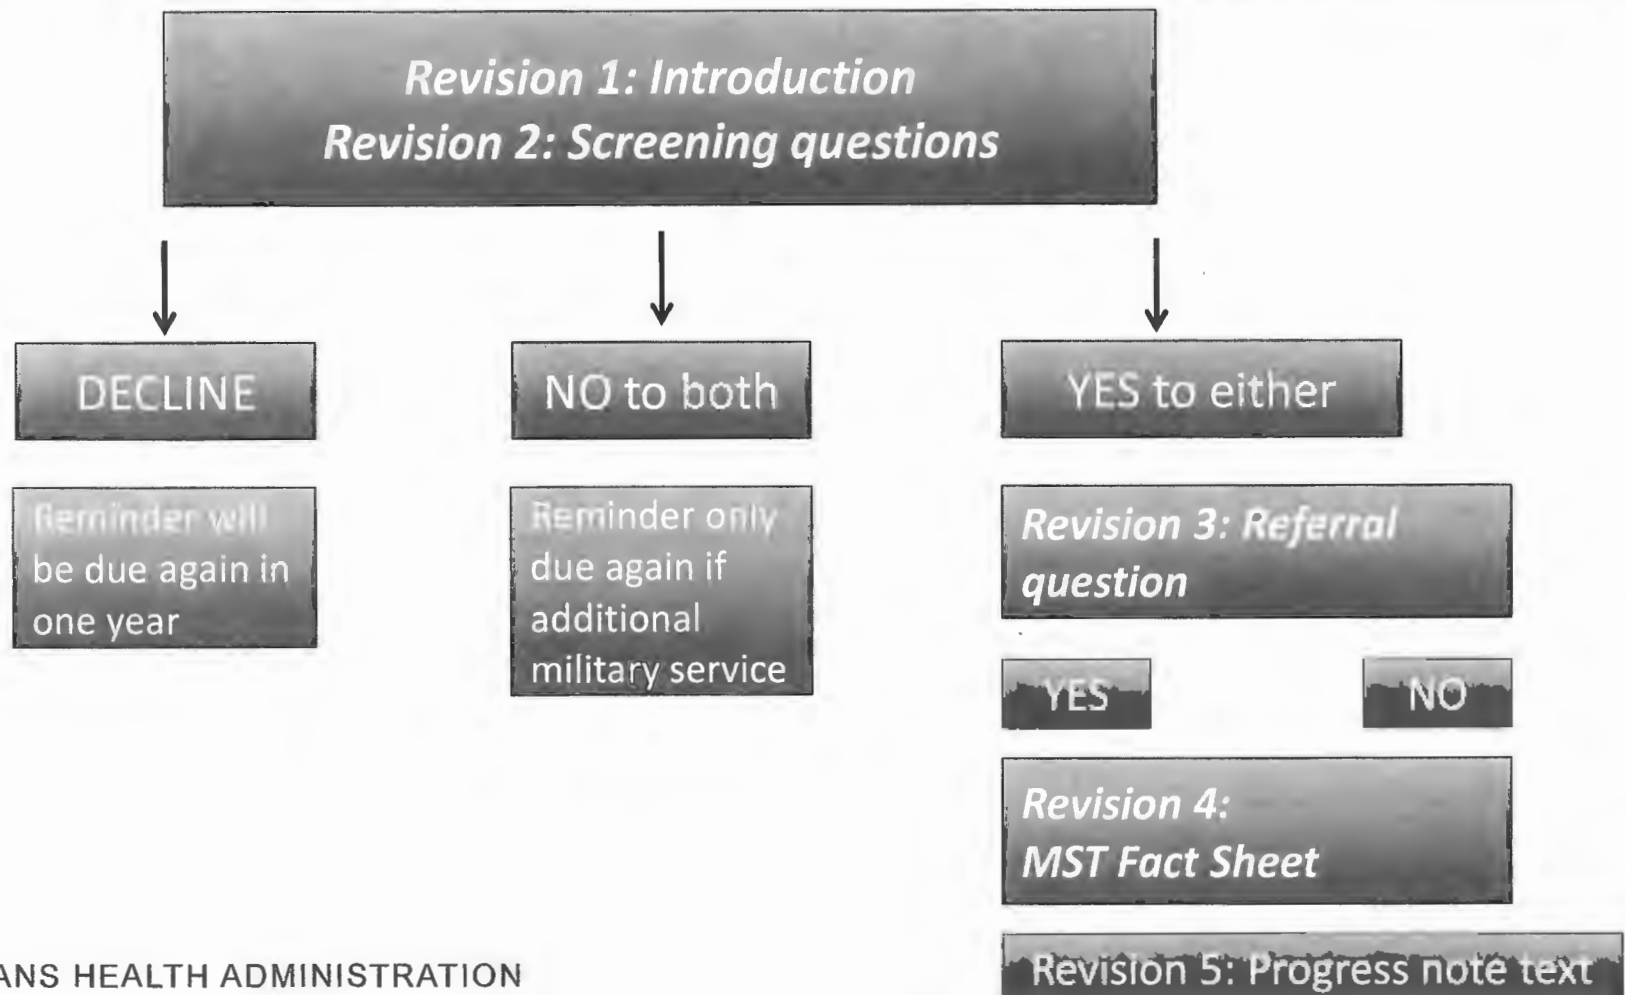 Revision 1: Introduction
Revision 2: Screening questions
DECLINE
NO to both
YES to either
Reminder will
be due again in
one year
Reminder only
due again if
additional
military service
Revision 3: Referral
question
YES
NO
Revision 4:
MST Fact Sheet
Revision 5: Progress note text
ANS HEALTH ADMINISTRATION